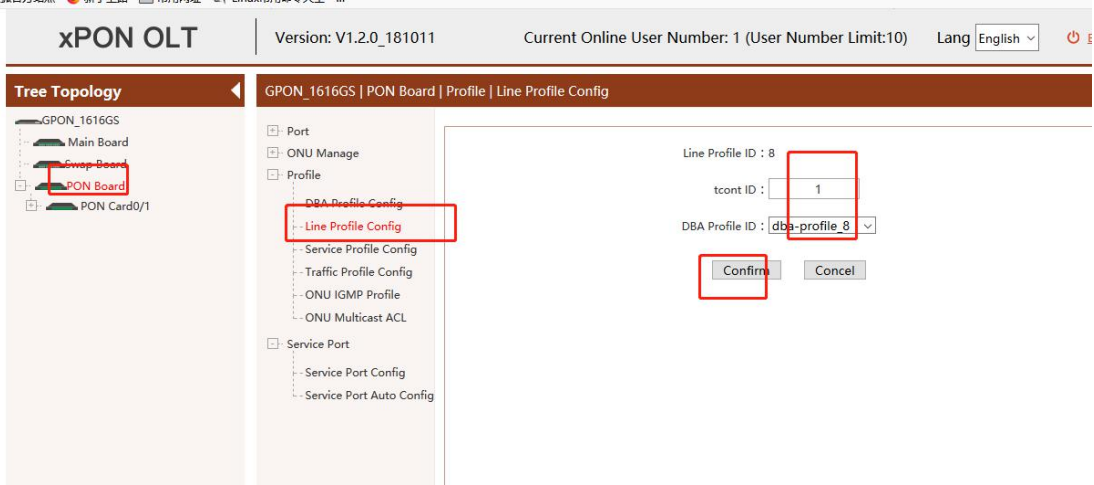 xPON OLT
Version: V1.2.0_181011
Current Online User Number: 1 (User Number Limit:10)
Lang English
Tree Topology
GPON_1616GS
Main Board
Swap Board
PON Board
PON Card0/1
GPON_1616GS | PON Board | Profile | Line Profile Config
Port
ONU Manage
Profile
DBA Profile Config
Line Profile Config
Service Profile Config
Traffic Profile Config
ONU IGMP Profile
ONU Multicast ACL
Service Port
Service Port Config
Service Port Auto Config
Line Profile ID : 8
tcont ID : 1
DBA Profile ID : dba-profile_8
Confirm Concel